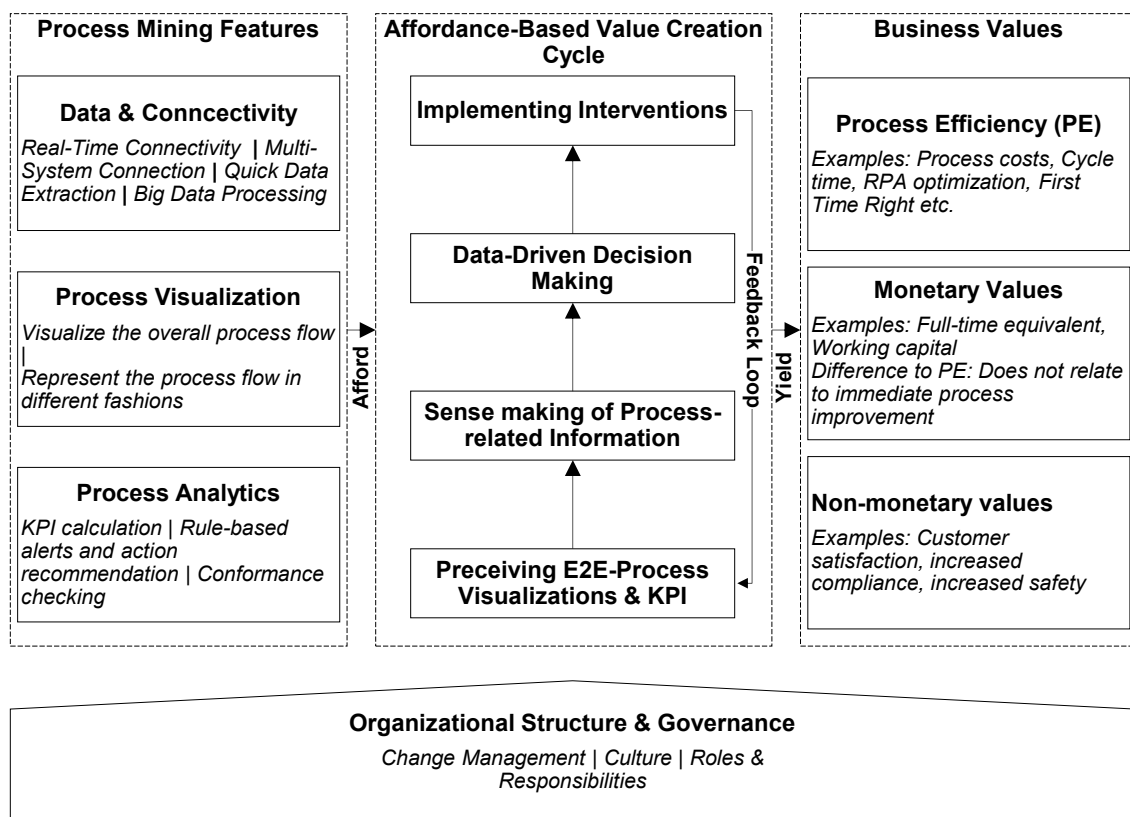 Process Mining Features
Data & Conncectivity
Real-Time Connectivity | Multi-
System Connection | Quick Data
Extraction | Big Data Processing
Process Visualization
Visualize the overall process flow
|
Represent the process flow in
different fashions
Process Analytics
KPI calculation | Rule-based
alerts and action
recommendation | Conformance
checking
Afford
Affordance-Based Value Creation
Cycle
Implementing Interventions
Data-Driven Decision
Making
Sense making of Process-
related Information
Preceiving E2E-Process
Visualizations & KPI
Feedback Loop
Yield
Business Values
Process Efficiency (PE)
Examples: Process costs, Cycle
time, RPA optimization, First
Time Right etc.
Monetary Values
Examples: Full-time equivalent,
Working capital
Difference to PE: Does not relate
to immediate process
improvement
Non-monetary values
Examples: Customer
satisfaction, increased
compliance, increased safety
Organizational Structure & Governance
Change Management | Culture | Roles &
Responsibilities